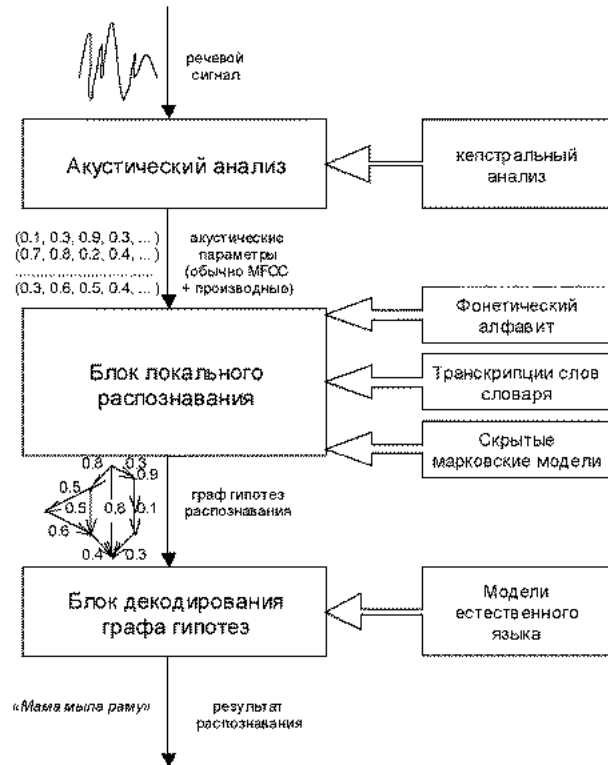 речевой
сигнал
Акустический анализ
кепстральный
анализ
(0.1, 0.3, 0.9, 0.3, ... )
(0.7, 0.8, 0.2, 0.4, ... )
(0.3, 0.6, 0.5, 0.4, ... )
акустические
параметры
(обычно MFCC
+ производные)
Фонетический
алфавит
Блок локального
распознавания
Транскрипции слов
словаря
Скрытые
марковские модели
0.8 0.3
0.9
0.5
0.5 0.8 0.1
0.6
0.4 0.3
граф гипотез
распознавания
Блок декодирования
графа гипотез
Модели
естественного
языка
«Мама мыла раму»
результат
распознавания